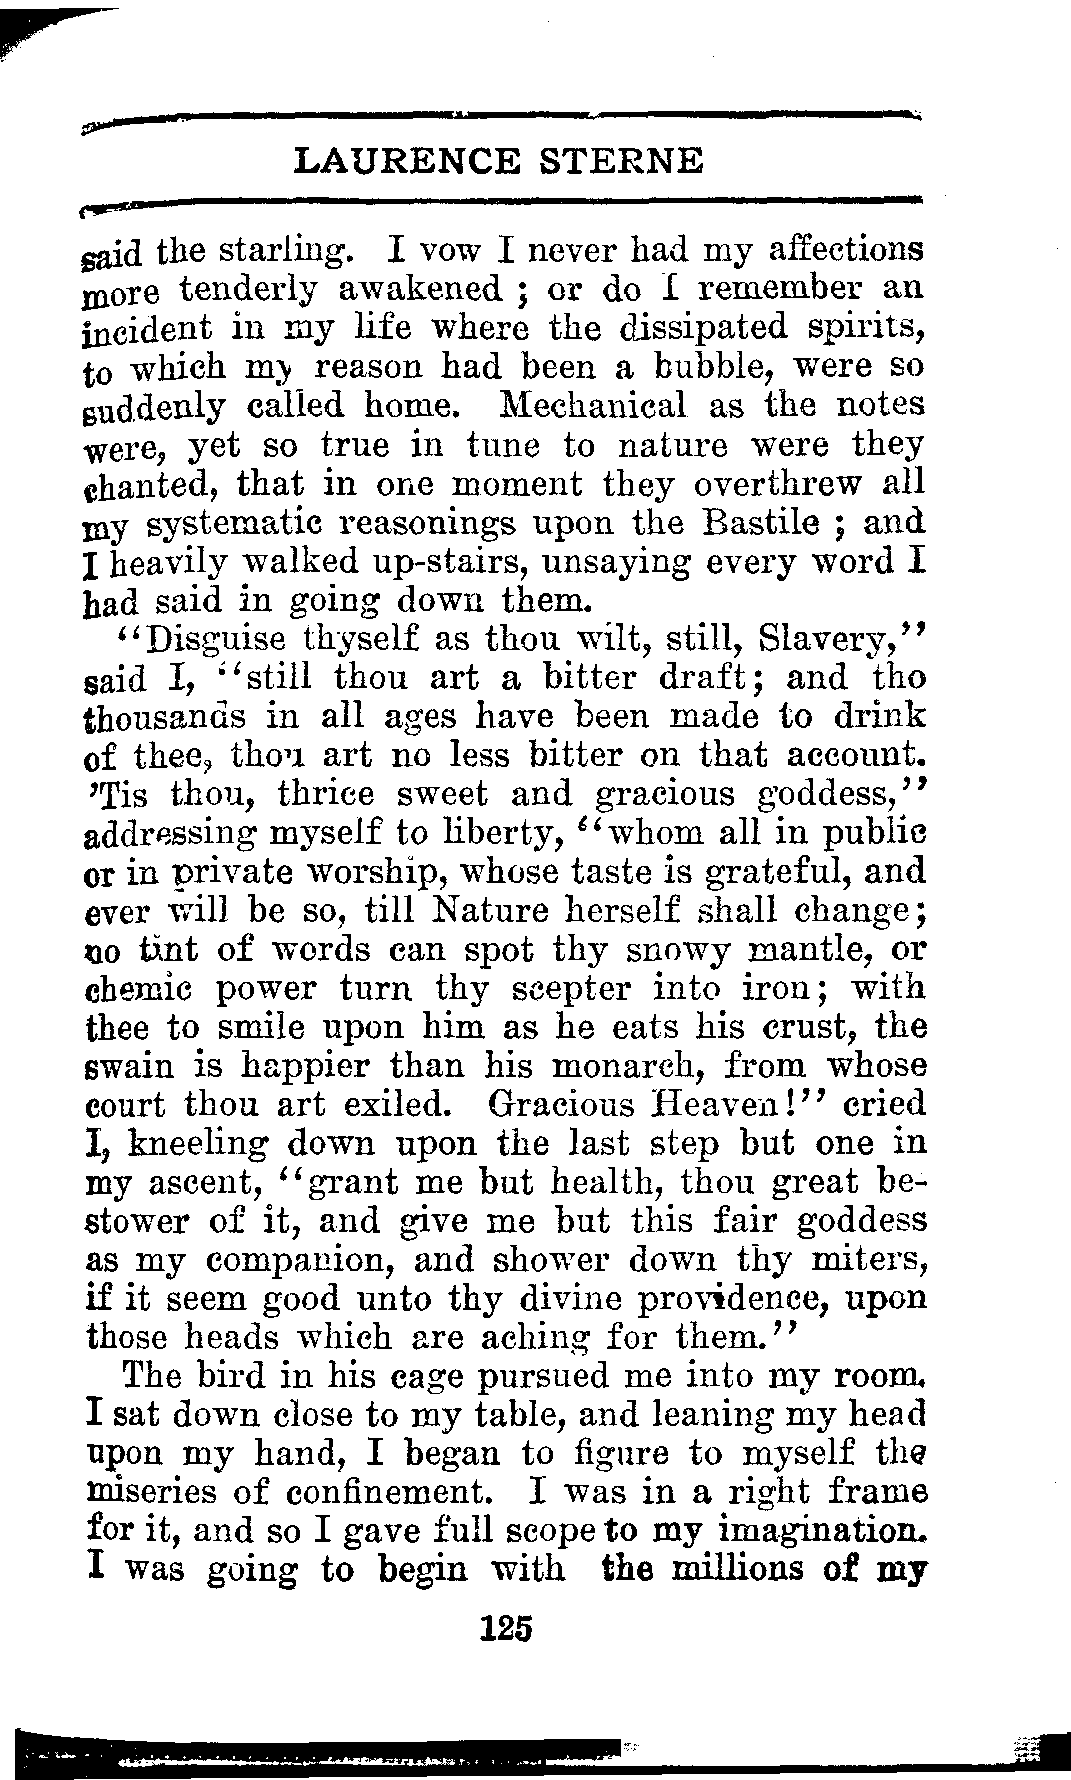 LAURENCE STERNE
said the starling. I vow I never had my affections
more tenderly awakened ; or do I remember an
incident in my life where the dissipated spirits,
to which my reason had been a bubble, were so
suddenly called home. Mechanical as the notes
were, yet so true in tune to nature were they
chanted, that in one moment they overthrew all
my systematic reasonings upon the Bastile ; and
I heavily walked up-stairs, unsaying every word I
had said in going down them.
"Disguise thyself as thou wilt, still, Slavery,"
said I, "still thou art a bitter draft; and tho
thousands in all ages have been made to drink
of thee, thou art no less bitter on that account.
'Tis thou, thrice sweet and gracious goddess,"
addressing myself to liberty, "whom all in public
or in private worship, whose taste is grateful, and
ever will be so, till Nature herself shall change;
no tint of words can spot thy snowy mantle, or
chemic power turn thy scepter into iron; with
thee to smile upon him as he eats his crust, the
swain is happier than his monarch, from whose
court thou art exiled. Gracious Heaven!" cried
I, kneeling down upon the last step but one in
my ascent, "grant me but health, thou great be-
stower of it, and give me but this fair goddess
as my companion, and shower down thy miters,
if it seem good unto thy divine providence, upon
those heads which are aching for them."
The bird in his cage pursued me into my room.
I sat down close to my table, and leaning my head
upon my hand, I began to figure to myself the
miseries of confinement. I was in a right frame
for it, and so I gave full scope to my imagination.
I was going to begin with the millions of my
125